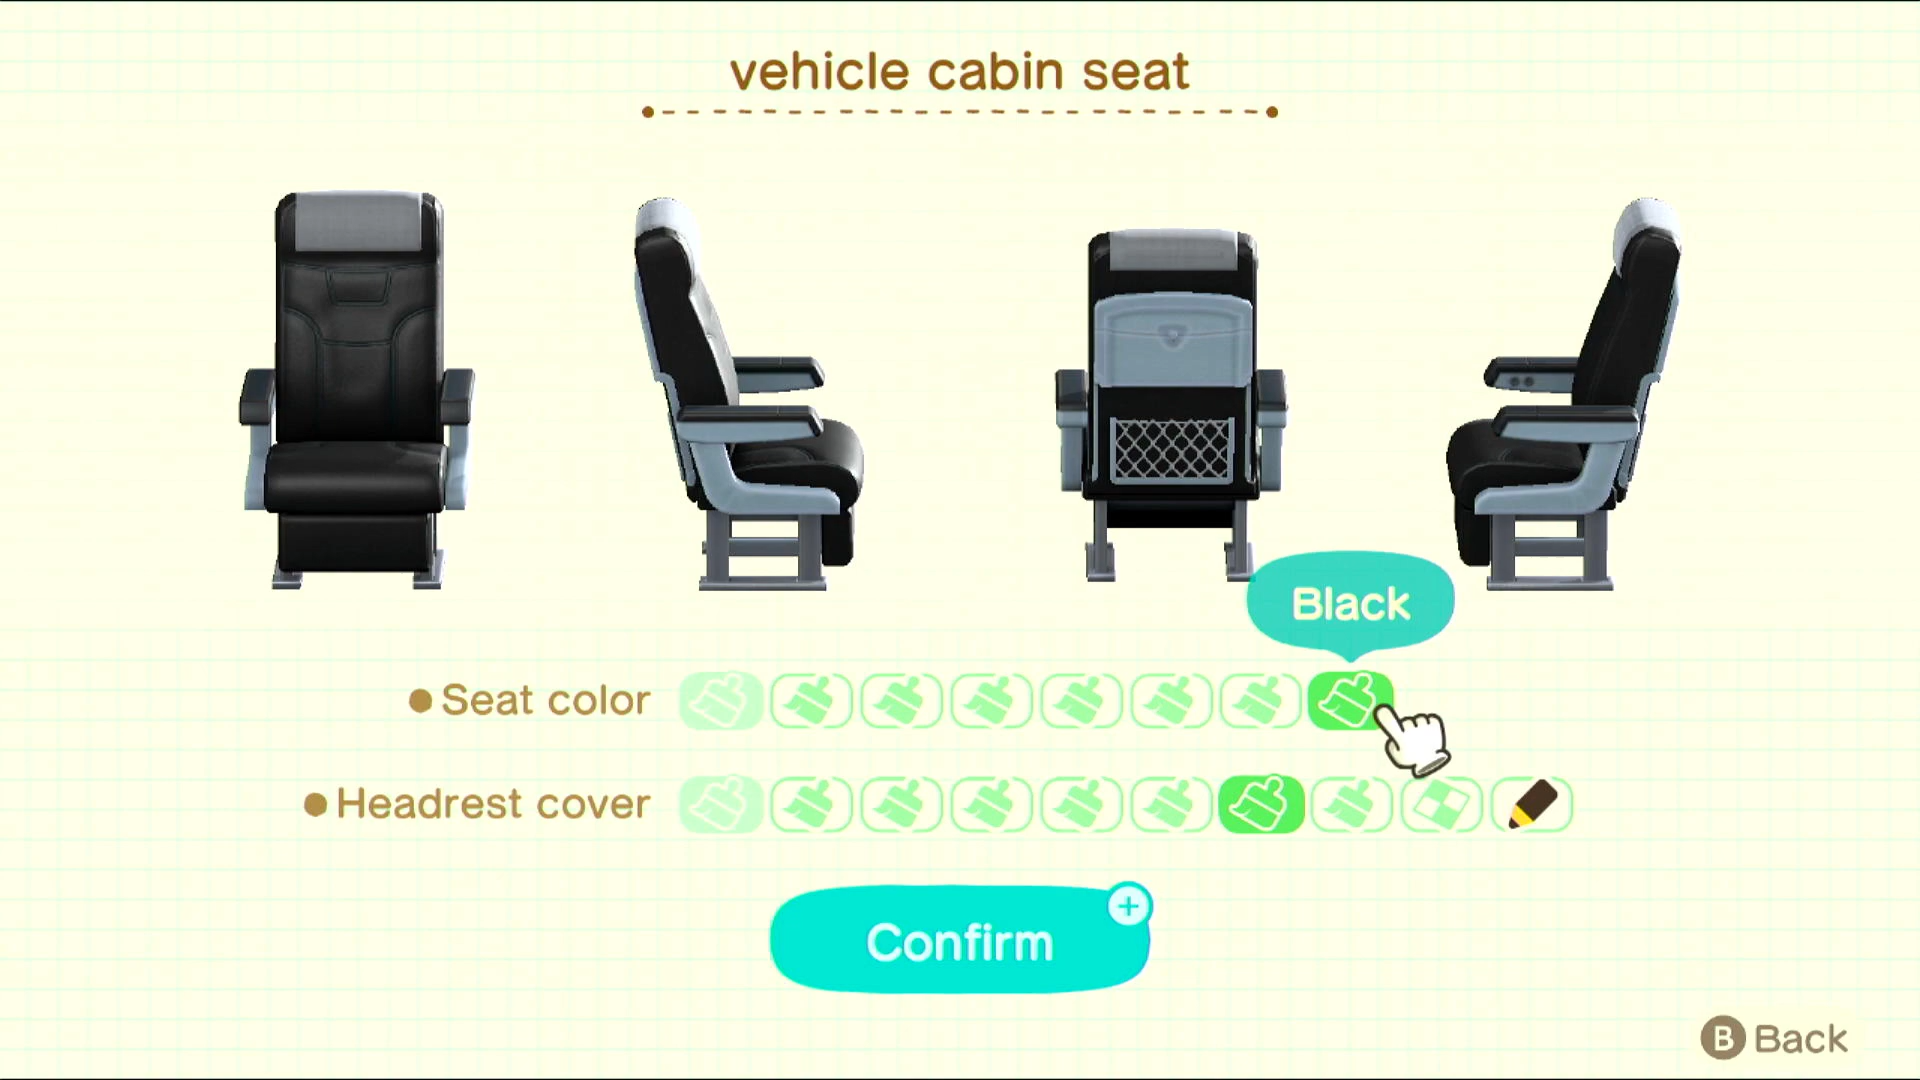 vehicle cabin seat
Black
Seat color
Headrest cover
Confirm
B Back